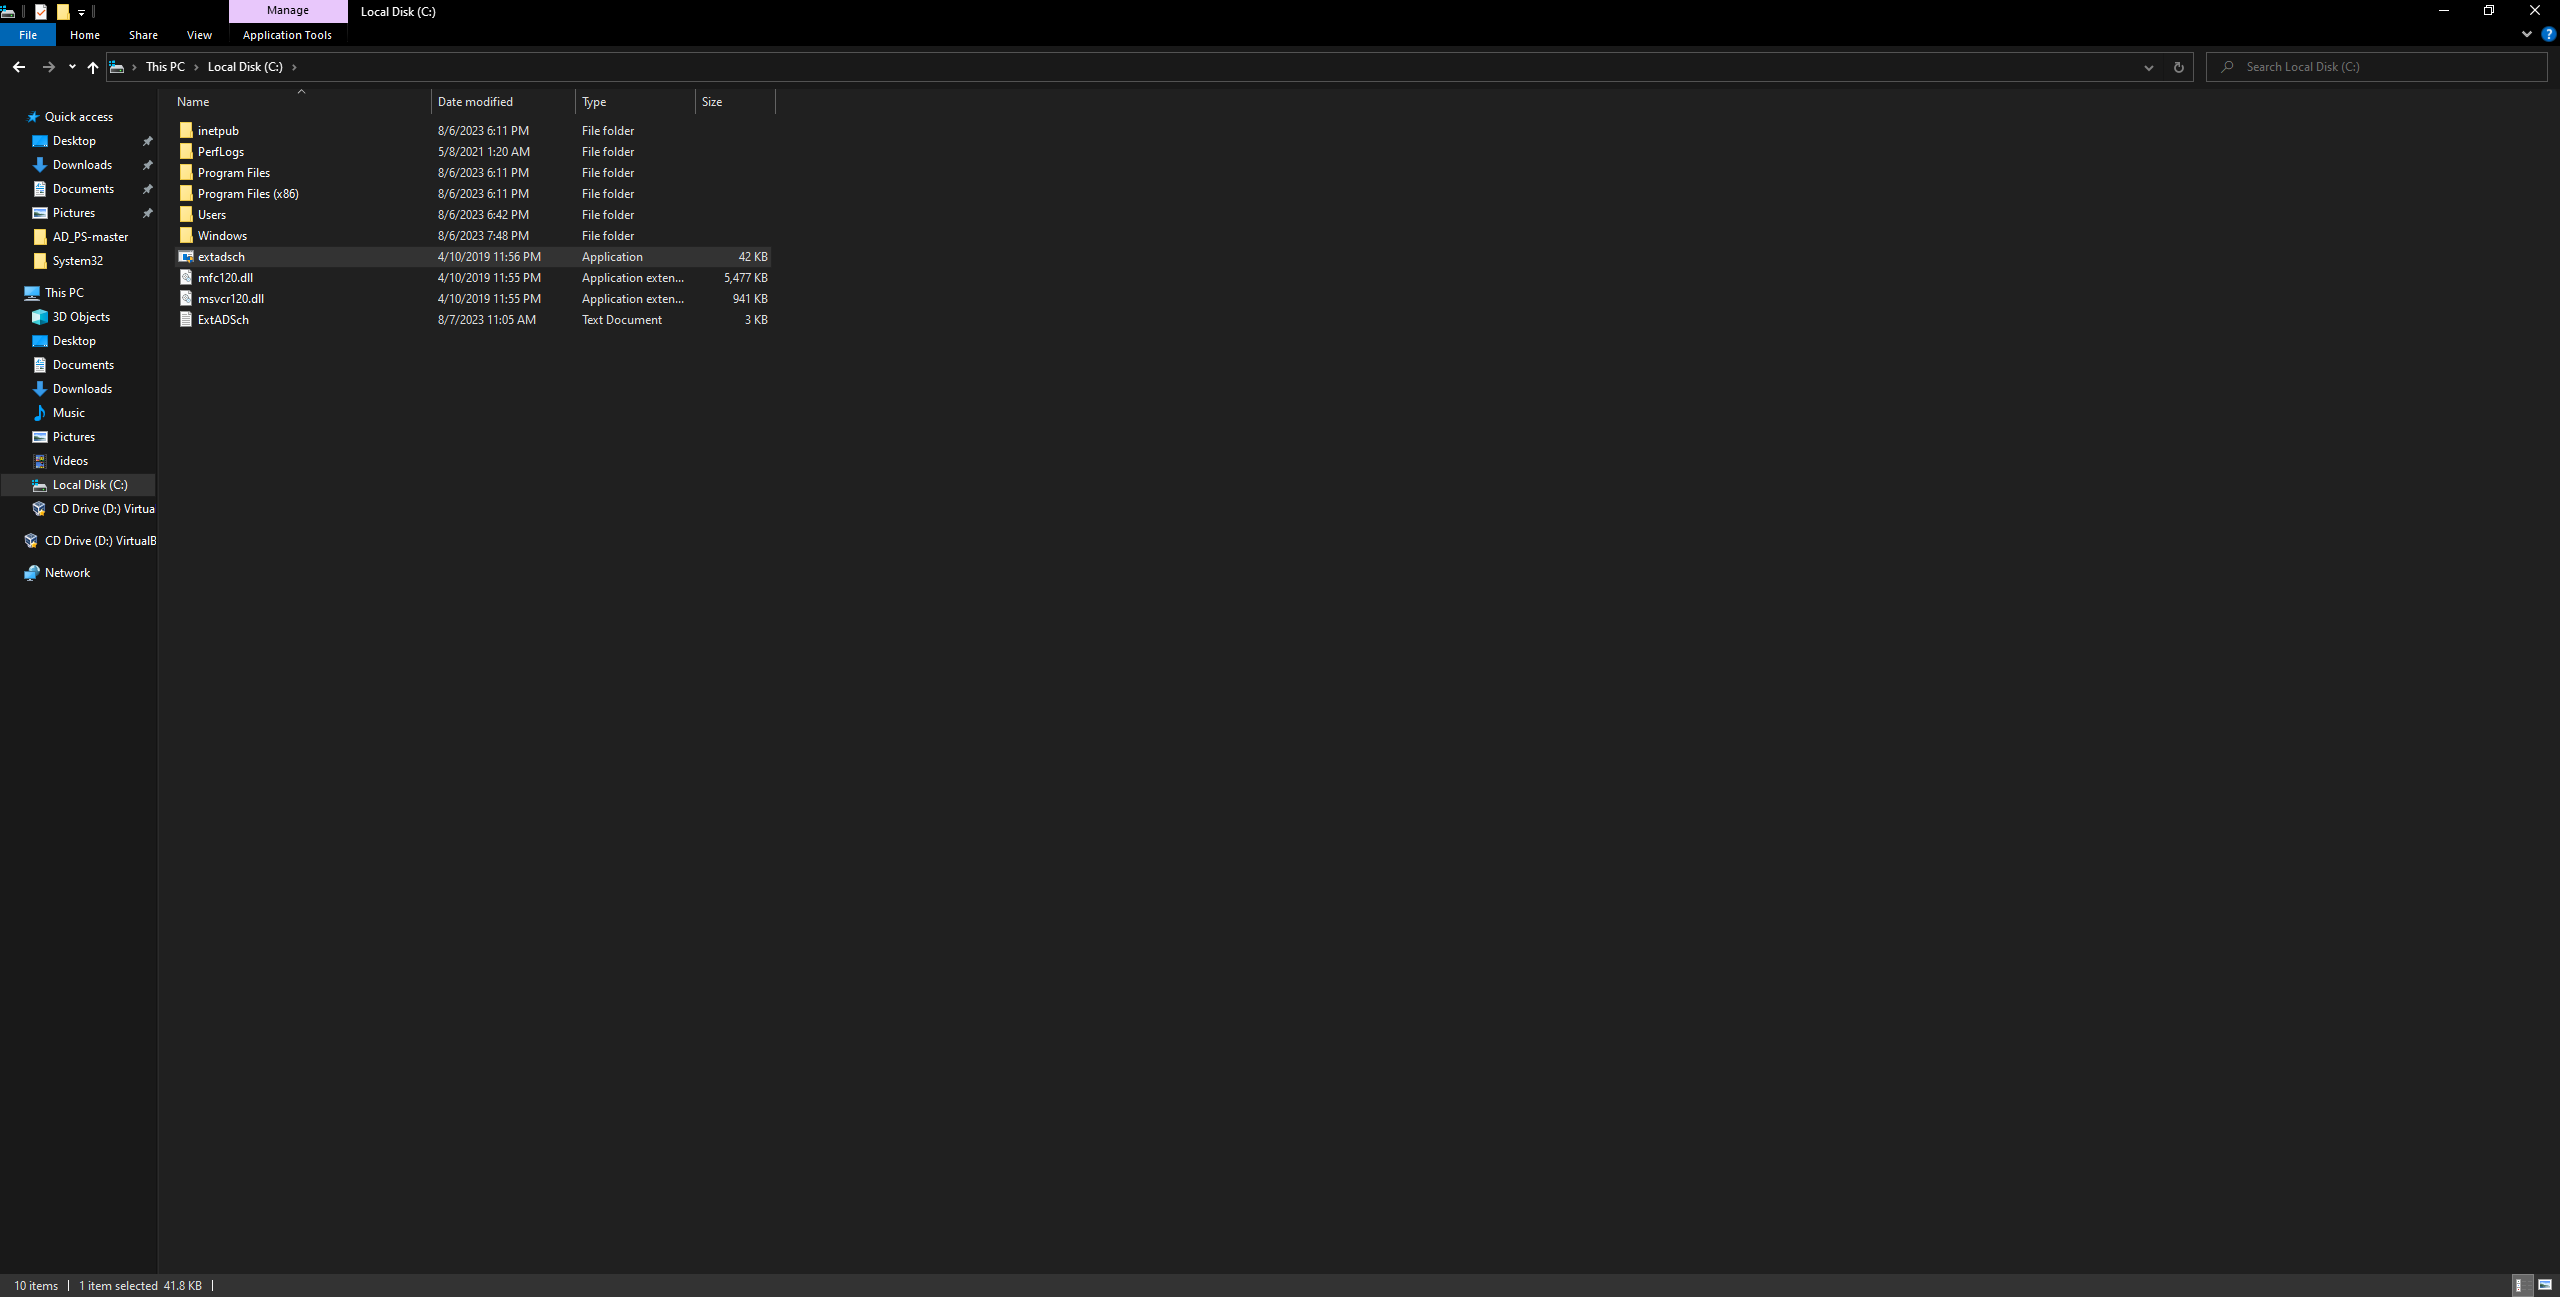 Manage
Local Disk (C:)
File
Home
Share
View
Application Tools
This PC
Local Disk (C:)
Search Local Disk (C:)
Name
Date modified
Type
Size
Quick access
Desktop
Downloads
Documents
Pictures
AD_PS-master
System32
This PC
3D Objects
Desktop
Documents
Downloads
Music
Pictures
Videos
Local Disk (C:)
CD Drive (D:) Virtua
CD Drive (D:) VirtualB
Network
inetpub 8/6/2023 6:11 PM File folder
PerfLogs 5/8/2021 1:20 AM File folder
Program Files 8/6/2023 6:11 PM File folder
Program Files (x86) 8/6/2023 6:11 PM File folder
Users 8/6/2023 6:42 PM File folder
Windows 8/6/2023 7:48 PM File folder
extadsch 4/10/2019 11:56 PM Application 42 KB
mfc120.dll 4/10/2019 11:55 PM Application exten... 5,477 KB
msvcr120.dll 4/10/2019 11:55 PM Application exten... 941 KB
ExtADSch 8/7/2023 11:05 AM Text Document 3 KB
10 items
1 item selected 41.8 KB